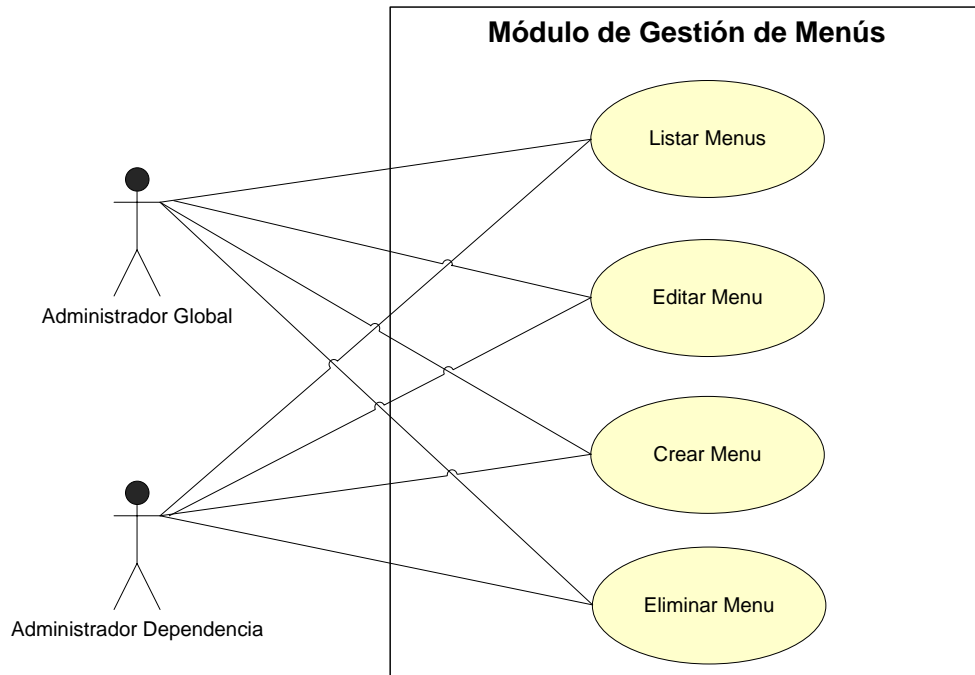 Módulo de Gestión de Menús
Listar Menus
Administrador Global
Editar Menu
Crear Menu
Eliminar Menu
Administrador Dependencia